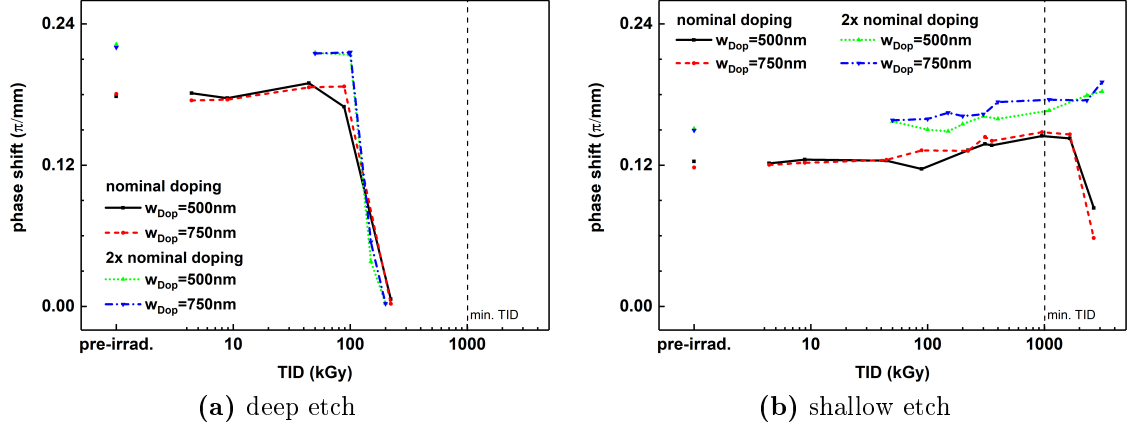 0.24
0.12
0.00
phase shift (π/mm)
nominal doping
wDop=500nm
wDop=750nm
2x nominal doping
wDop=500nm
wDop=750nm
min. TID
pre-irrad. 10 100 1000
TID (kGy)
(a) deep etch
0.24
0.12
0.00
phase shift (π/mm)
nominal doping
wDop=500nm
wDop=750nm
2x nominal doping
wDop=500nm
wDop=750nm
min. TID
pre-irrad. 10 100 1000
TID (kGy)
(b) shallow etch